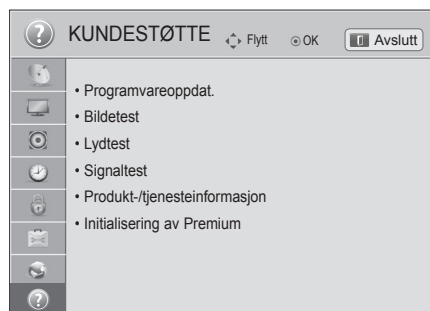 KUNDESTØTTE Flytt OK Avslutt
• Programvareoppdat.
• Bildetest
• Lydtest
• Signaltest
• Produkt-/tjenesteinformasjon
• Initialisering av Premium